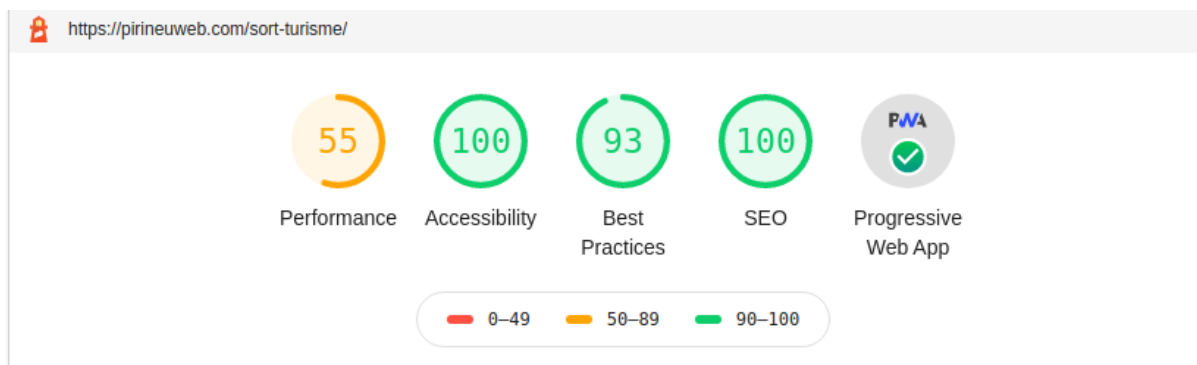 https://pirineuweb.com/sort-turisme/
55
100
93
100
PWA
Performance
Accessibility
Best
Practices
SEO
Progressive
Web App
0–49
50–89
90–100